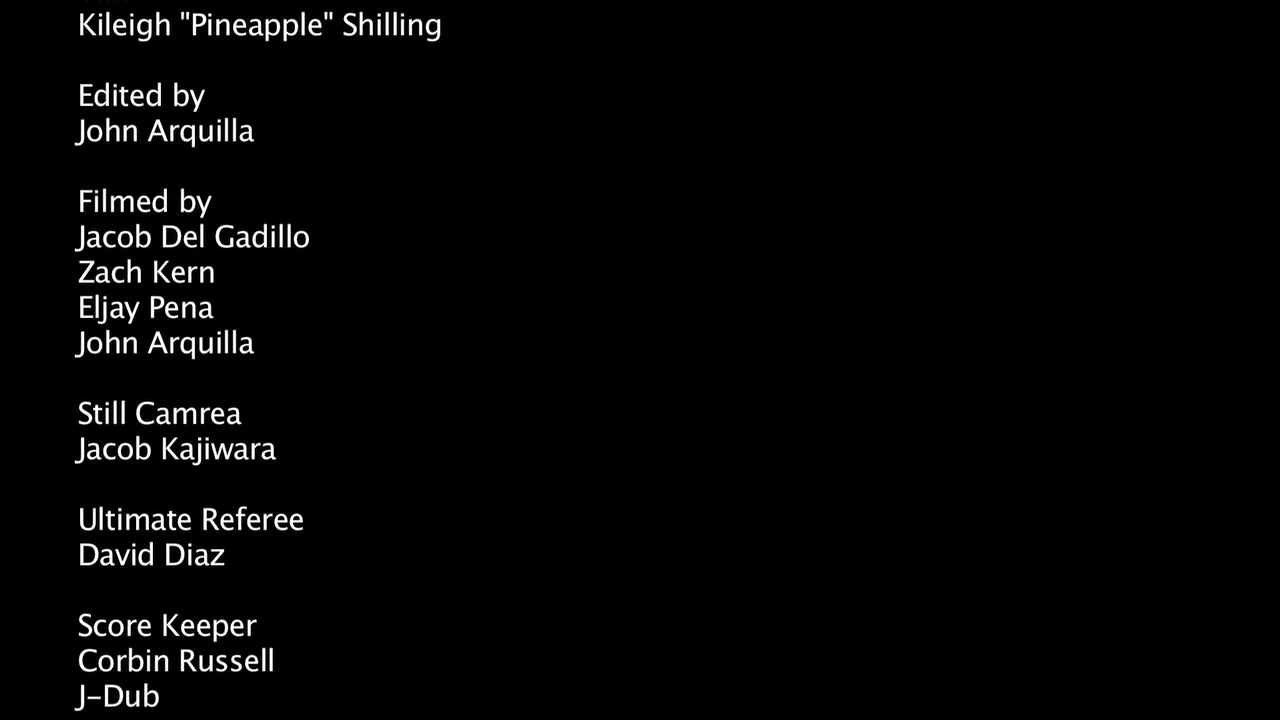 Kileigh "Pineapple" Shilling
Edited by
John Arquilla
Filmed by
Jacob Del Gadillo
Zach Kern
Eljay Pena
John Arquilla
Still Camrea
Jacob Kajiwara
Ultimate Referee
David Diaz
Score Keeper
Corbin Russell
J-Dub